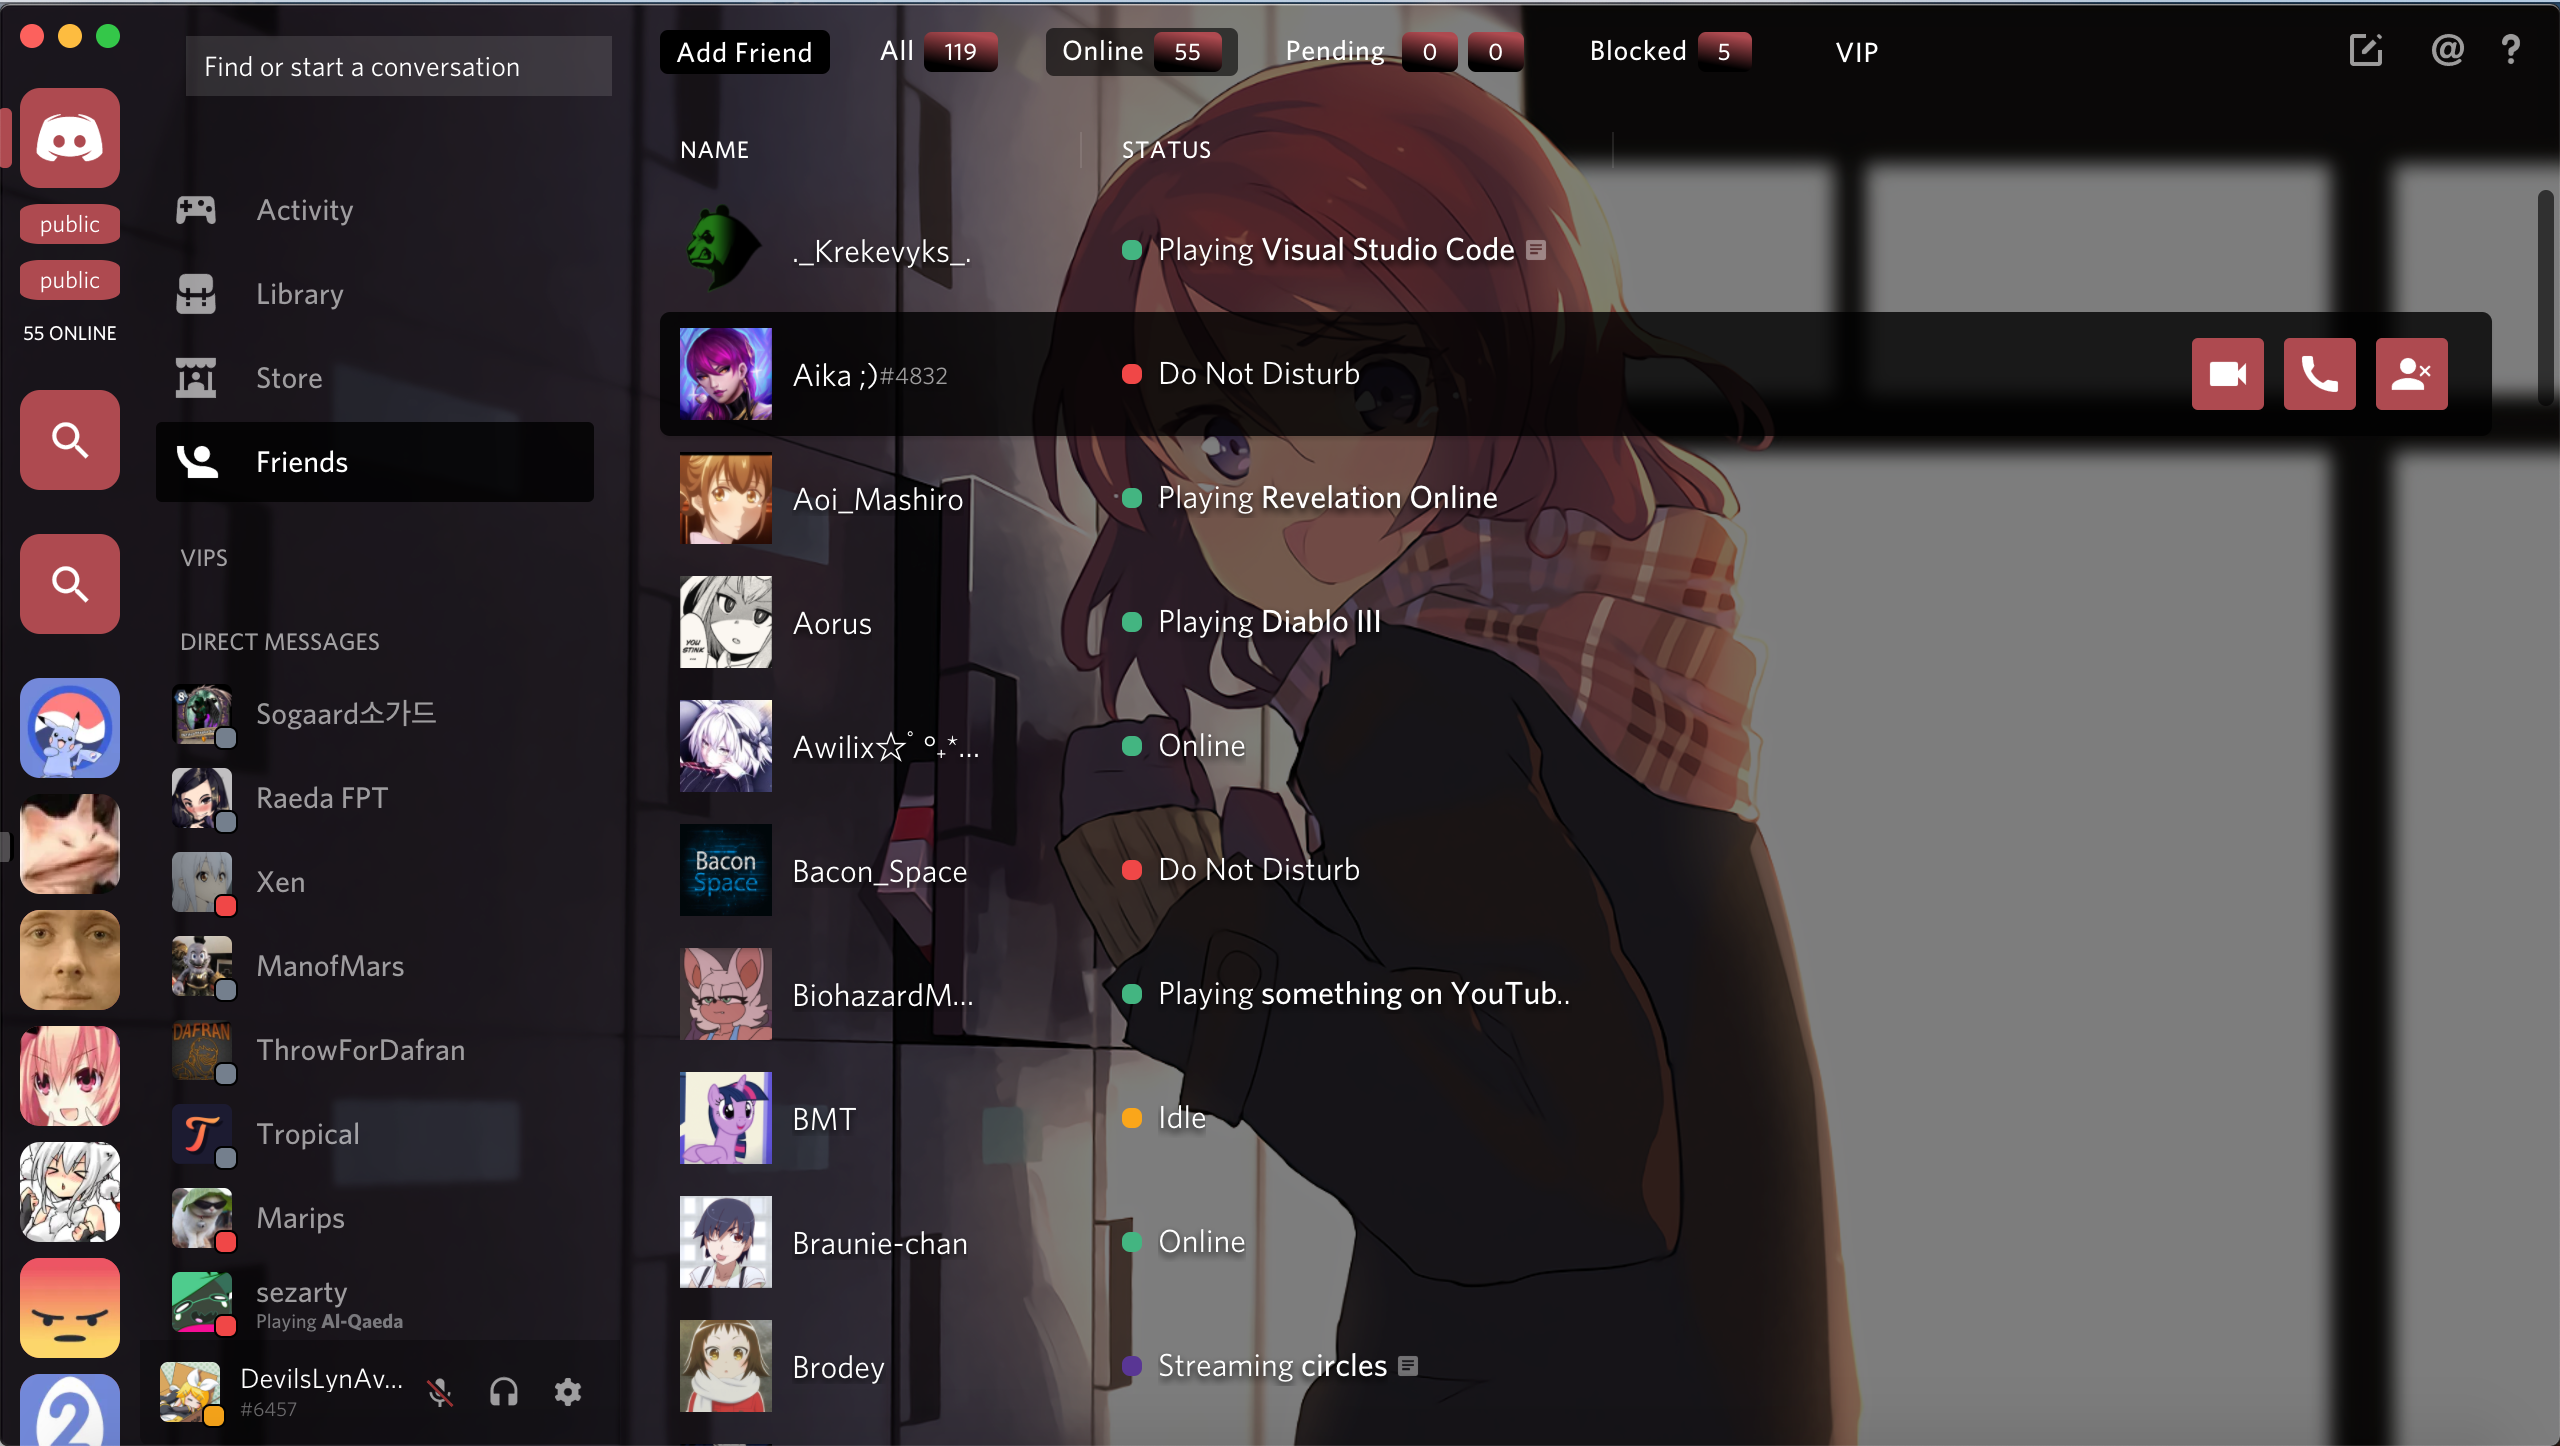 Find or start a conversation
Add Friend
All 119
Online 55
Pending 0 0
Blocked 5
VIP
@
?
public
public
55 ONLINE
Activity
Library
Store
Friends
VIPS
DIRECT MESSAGES
Sogaard소가드
Raeda FPT
Xen
ManofMars
DAFRAN
ThrowForDafran
T
Tropical
Marips
sezarty
Playing Al-Qaeda
2
DevilsLynAv...
#6457
NAME
STATUS
._Krekevyks_.
Playing Visual Studio Code
Aika ;)#4832
Do Not Disturb
Aoi_Mashiro
Playing Revelation Online
YOU
STINK
...
Aorus
Playing Diablo III
Awilix☆ﾟ°˖*...
Online
Bacon
Space
Bacon_Space
Do Not Disturb
BiohazardM...
Playing something on YouTub..
BMT
Idle
Braunie-chan
Online
Brodey
Streaming circles